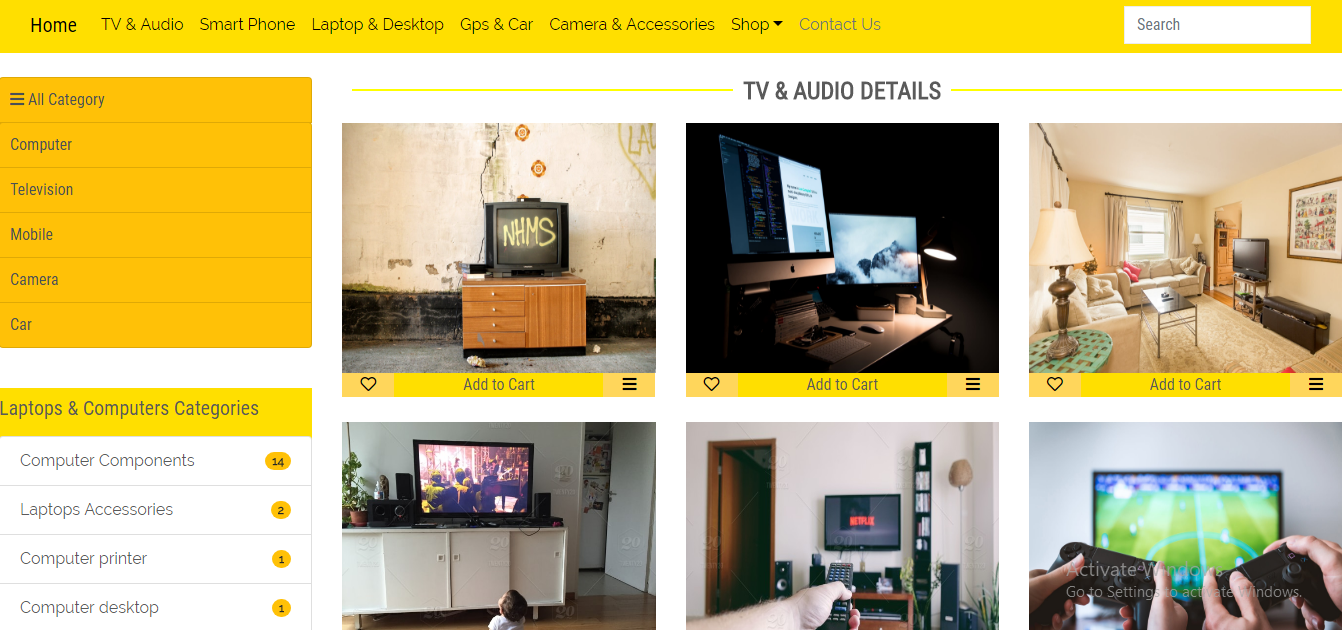 Home TV & Audio Smart Phone Laptop & Desktop Gps & Car Camera & Accessories Shop Contact Us Search
All Category
Computer
Television
Mobile
Camera
Car
Laptops & Computers Categories
Computer Components 14
Laptops Accessories 2
Computer printer 1
Computer desktop 1
TV & AUDIO DETAILS
NHMS
Add to Cart Add to Cart Add to Cart
NETFLIX
Activate Windows
Go to Settings to activate Windows.